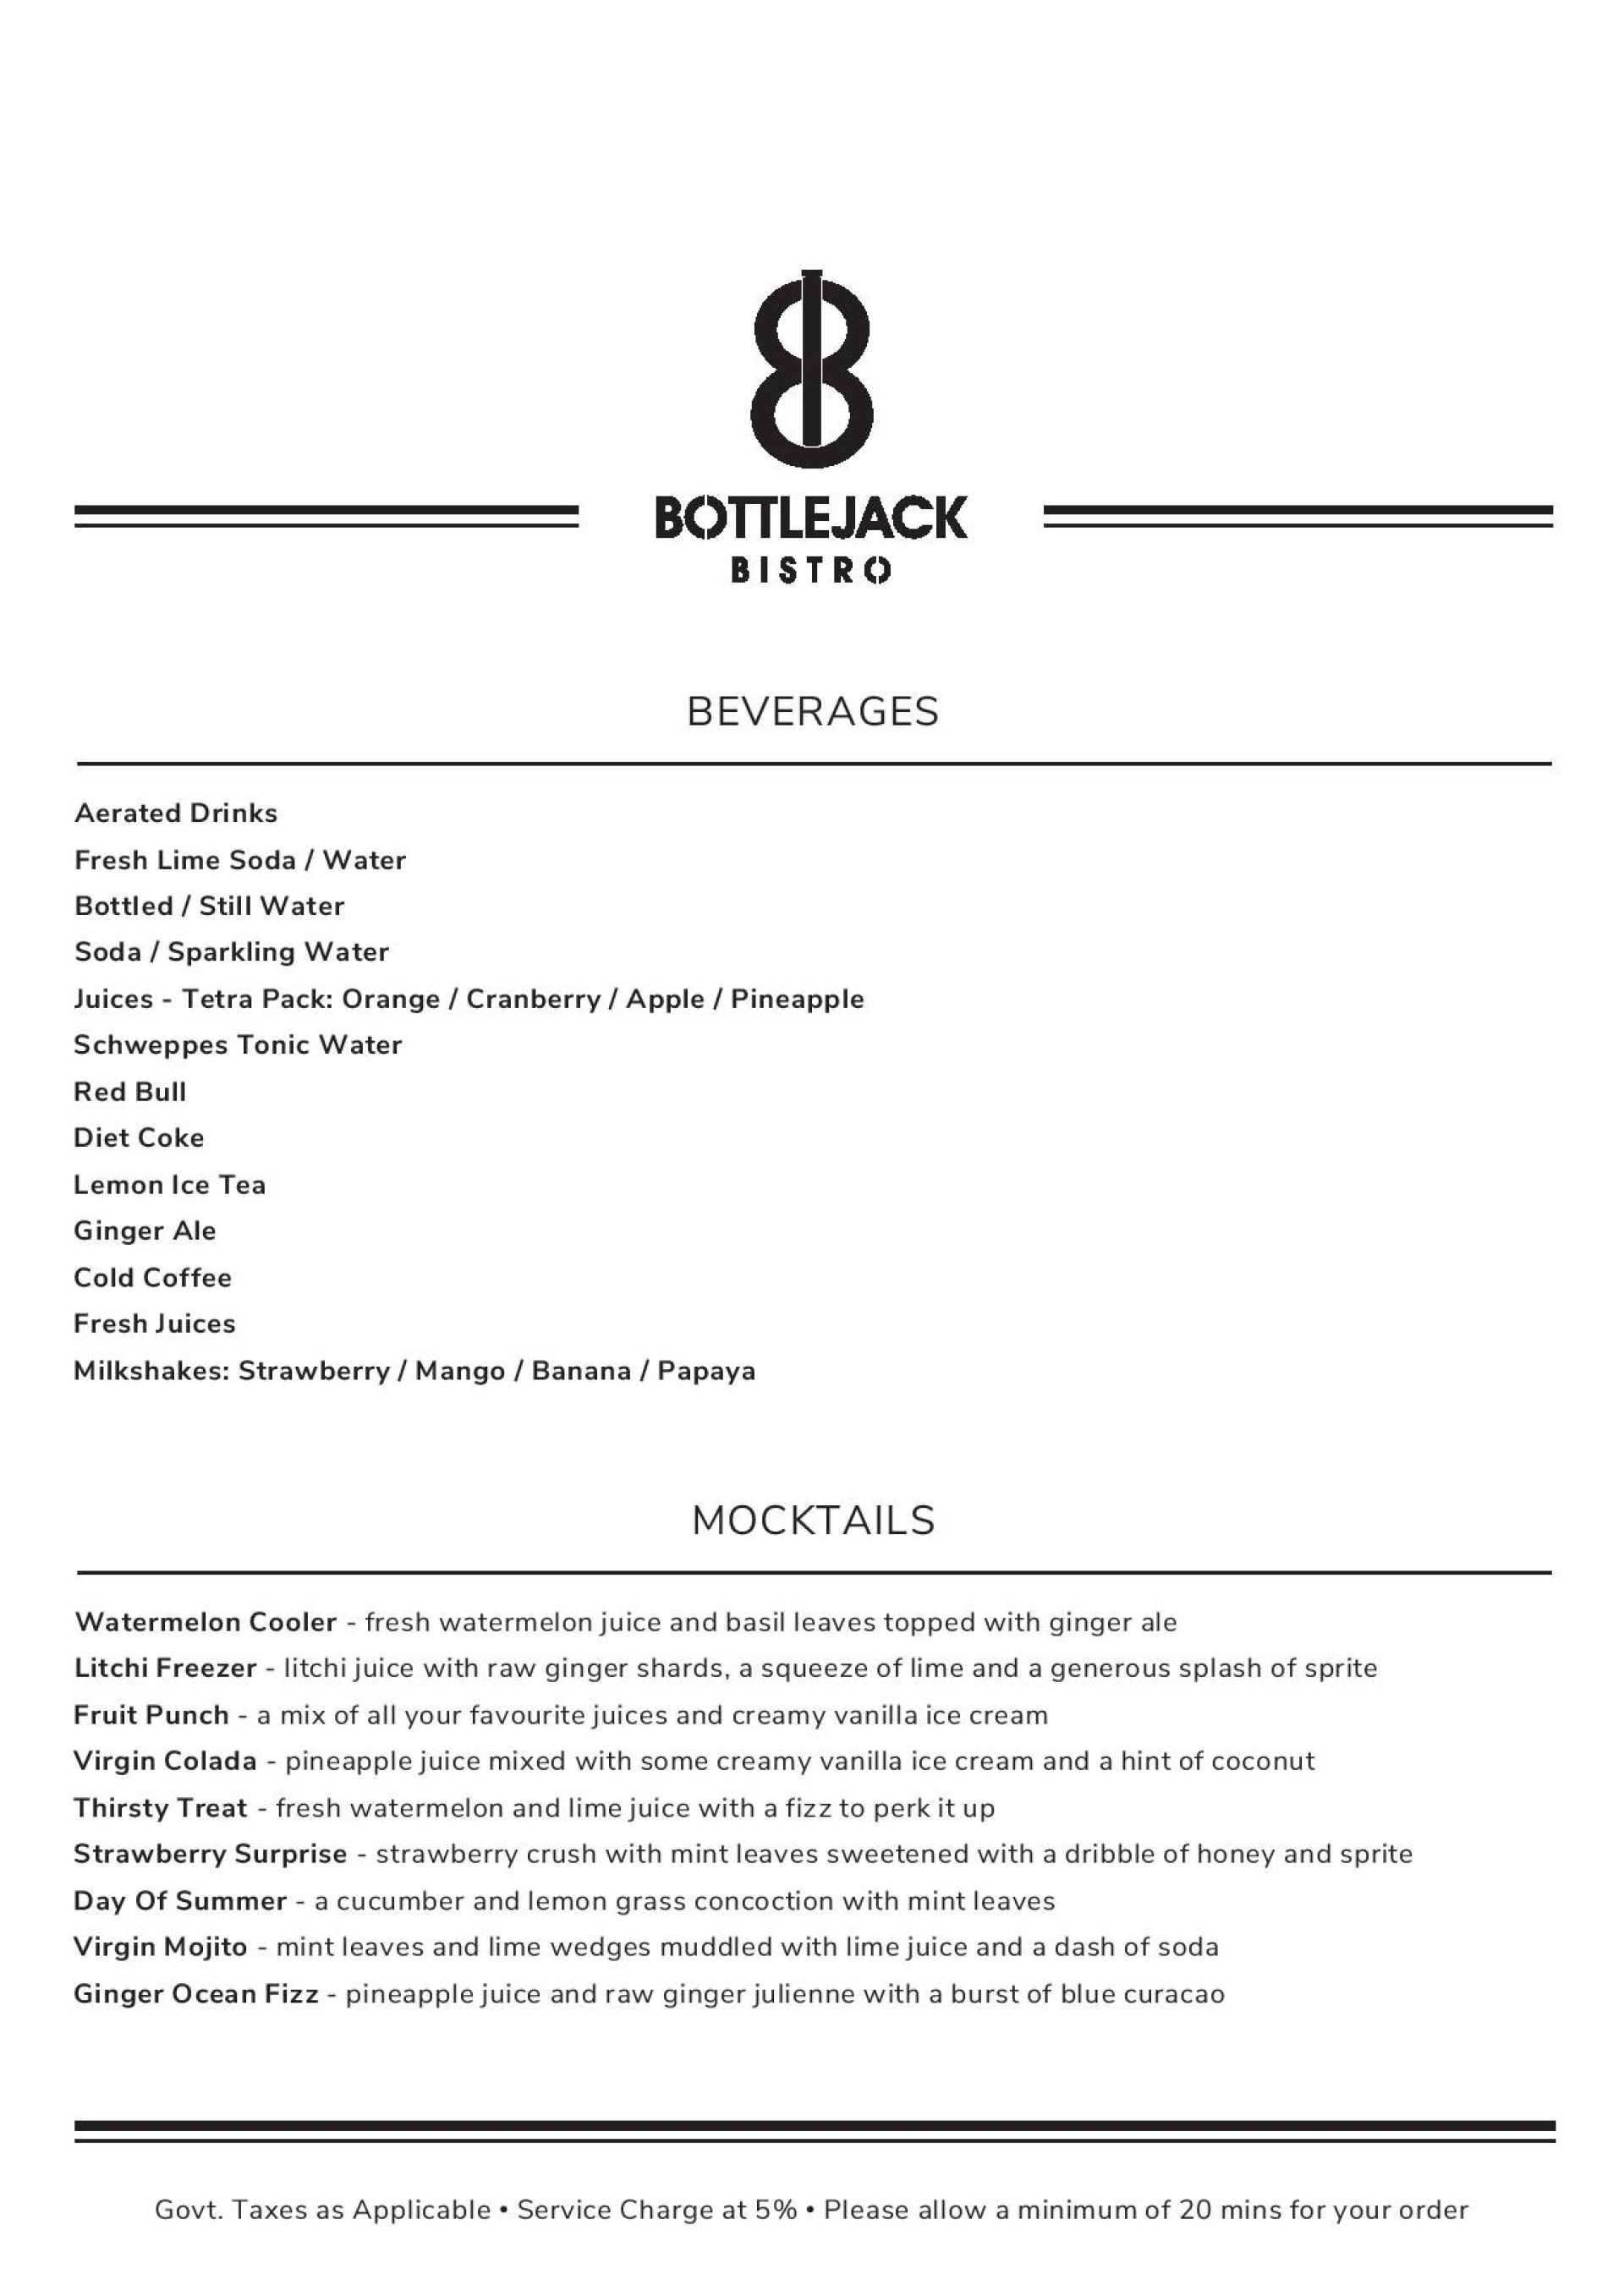 BOTTLEJACK
BISTRO
BEVERAGES
Aerated Drinks
Fresh Lime Soda / Water
Bottled / Still Water
Soda / Sparkling Water
Juices - Tetra Pack: Orange / Cranberry / Apple / Pineapple
Schweppes Tonic Water
Red Bull
Diet Coke
Lemon Ice Tea
Ginger Ale
Cold Coffee
Fresh Juices
Milkshakes: Strawberry / Mango / Banana / Papaya
MOCKTAILS
Watermelon Cooler - fresh watermelon juice and basil leaves topped with ginger ale
Litchi Freezer - litchi juice with raw ginger shards, a squeeze of lime and a generous splash of sprite
Fruit Punch - a mix of all your favourite juices and creamy vanilla ice cream
Virgin Colada - pineapple juice mixed with some creamy vanilla ice cream and a hint of coconut
Thirsty Treat - fresh watermelon and lime juice with a fizz to perk it up
Strawberry Surprise - strawberry crush with mint leaves sweetened with a dribble of honey and sprite
Day Of Summer - a cucumber and lemon grass concoction with mint leaves
Virgin Mojito - mint leaves and lime wedges muddled with lime juice and a dash of soda
Ginger Ocean Fizz - pineapple juice and raw ginger julienne with a burst of blue curacao
Govt. Taxes as Applicable • Service Charge at 5% • Please allow a minimum of 20 mins for your order